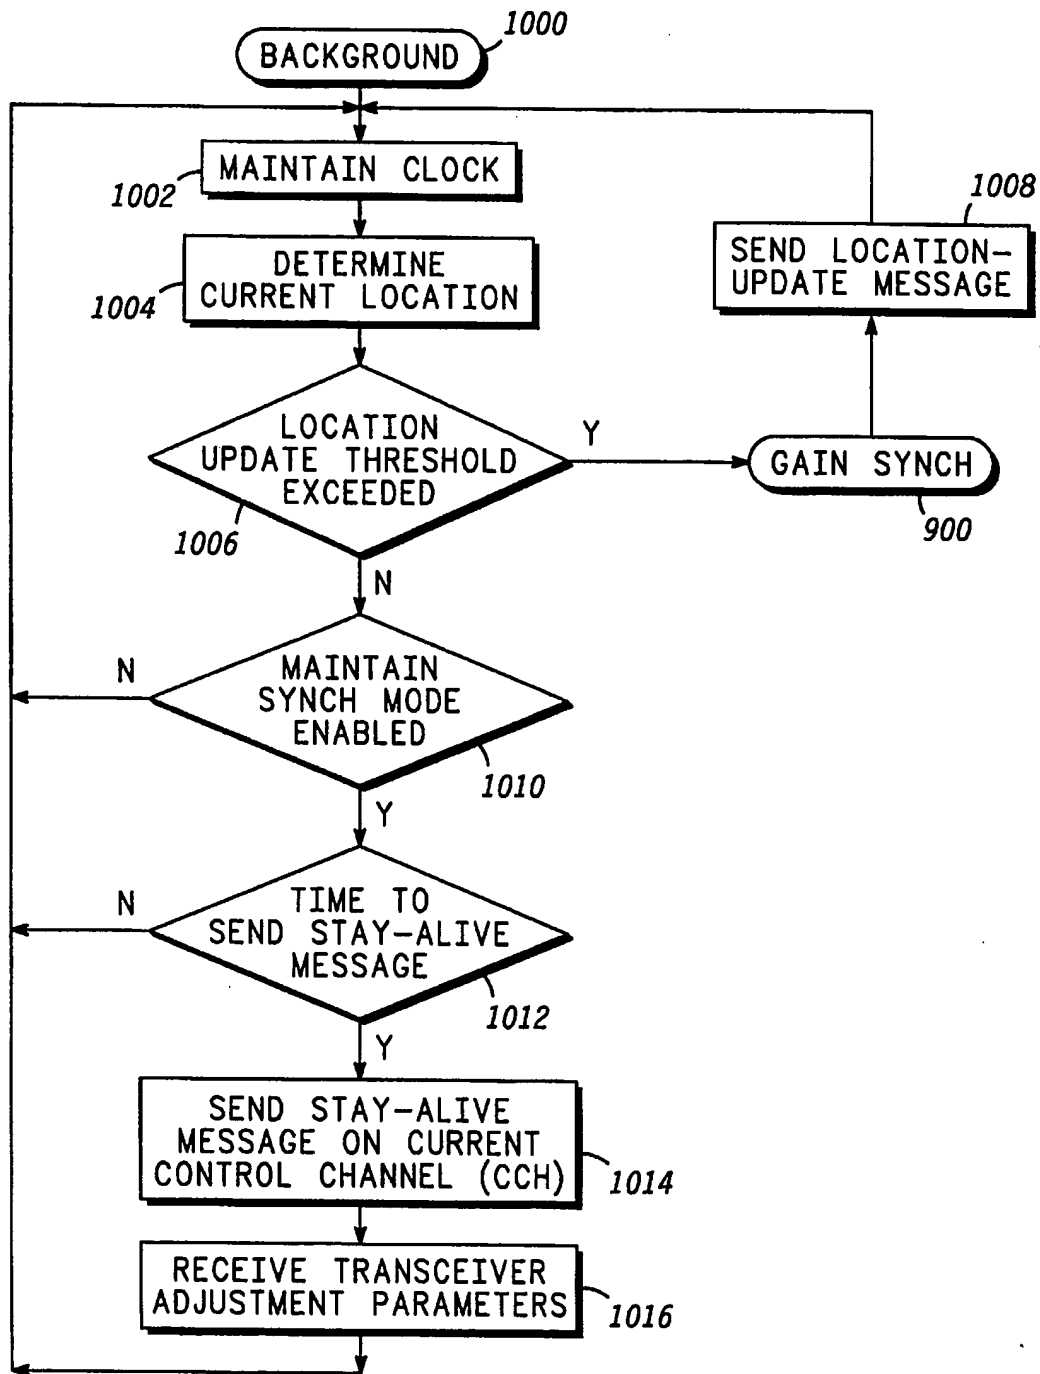 1000
BACKGROUND
MAINTAIN CLOCK
1002
1008
DETERMINE
CURRENT LOCATION
1004
SEND LOCATION-
UPDATE MESSAGE
LOCATION
UPDATE THRESHOLD
EXCEEDED
1006
Y
GAIN SYNCH
900
N
MAINTAIN
SYNCH MODE
ENABLED
N
1010
Y
TIME TO
SEND STAY-ALIVE
MESSAGE
N
1012
Y
SEND STAY-ALIVE
MESSAGE ON CURRENT
CONTROL CHANNEL (CCH)
1014
RECEIVE TRANSCEIVER
ADJUSTMENT PARAMETERS
1016